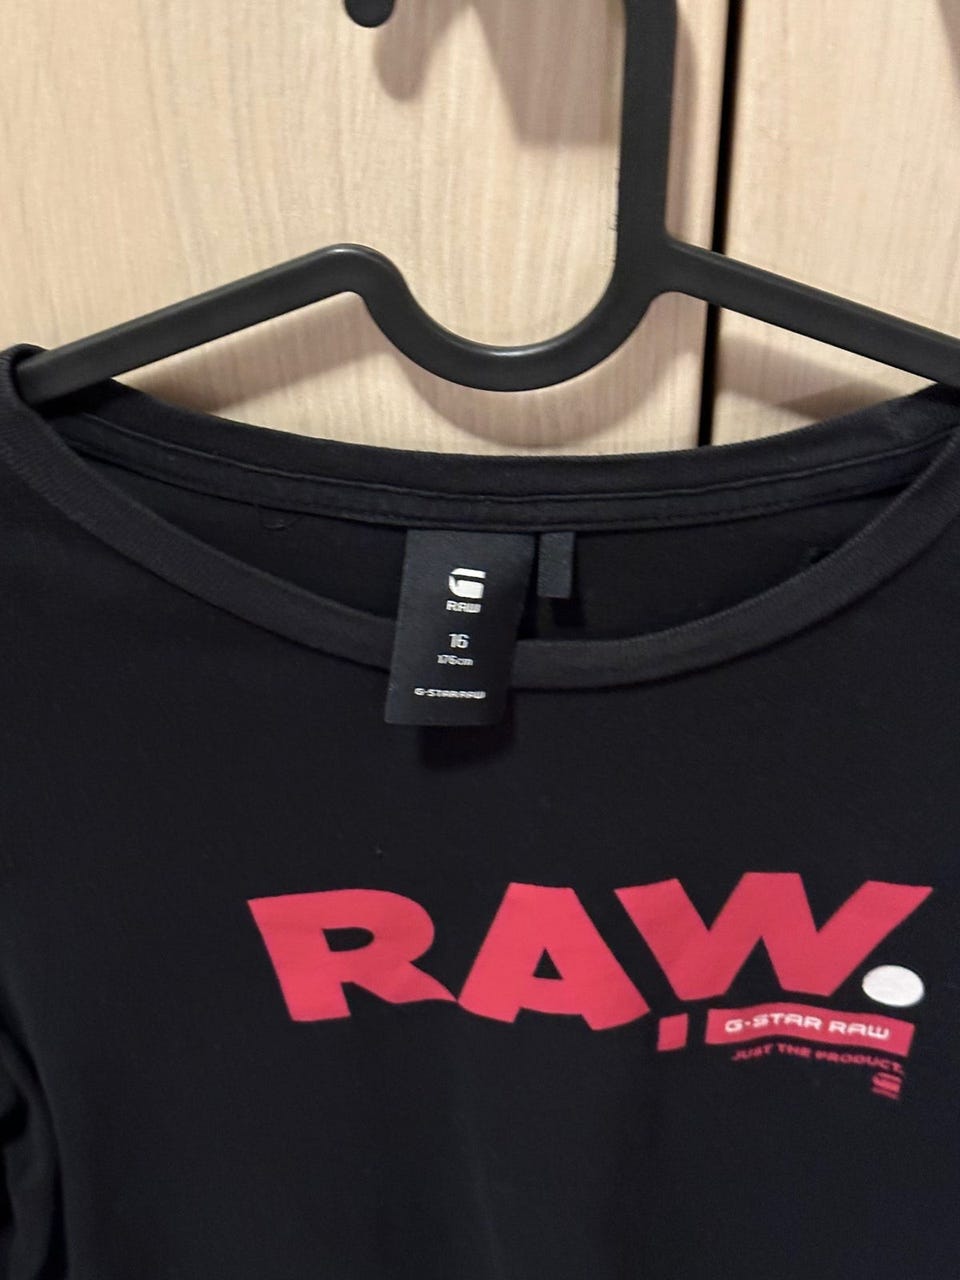 RAW
16
176cm
G-STAR RAW
RAW.
G-STAR RAW
JUST THE PRODUCT.